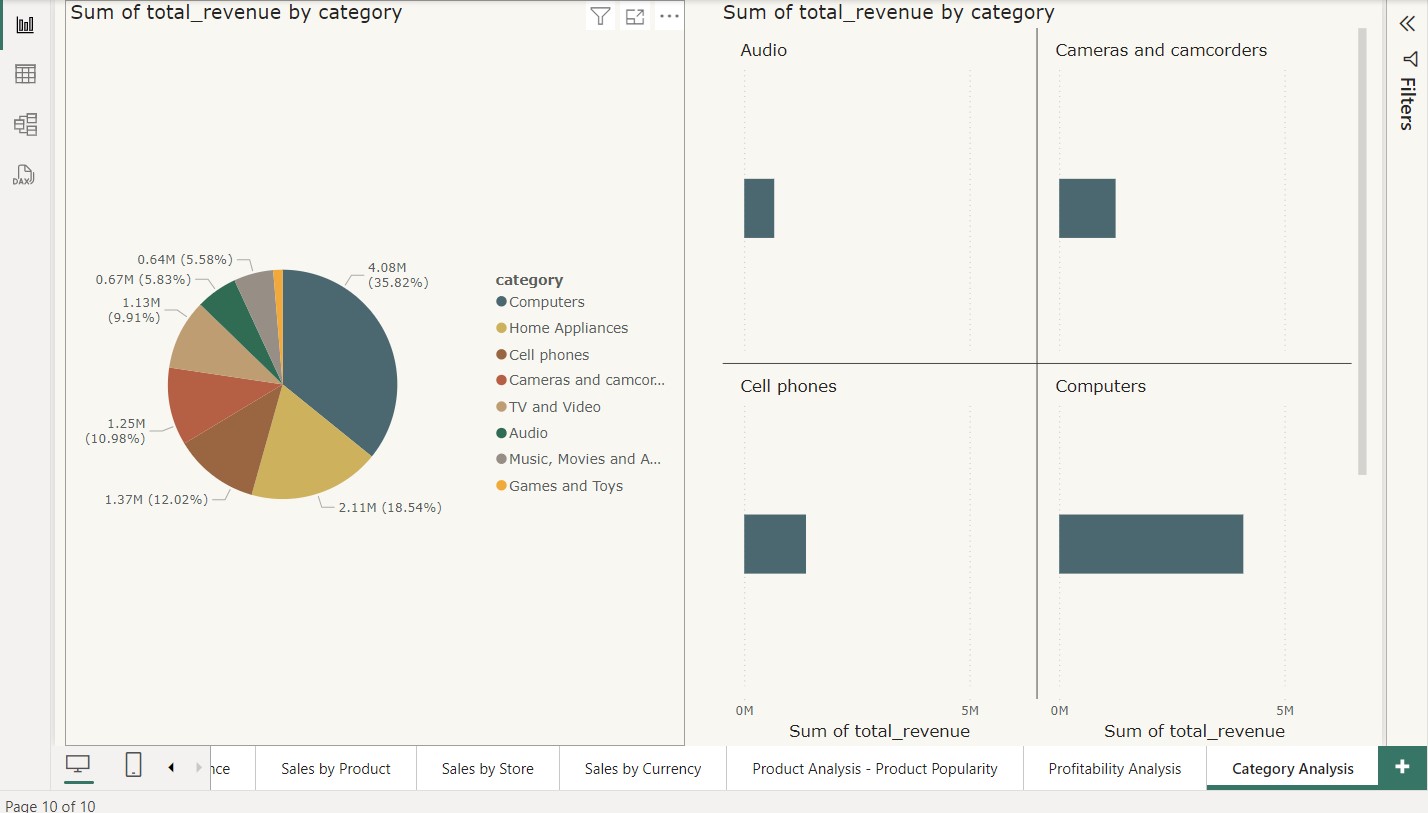 Sum of total_revenue by category
0.64M (5.58%)
0.67M (5.83%)
1.13M
(9.91%)
1.25M
(10.98%)
1.37M (12.02%)
4.08M
(35.82%)
2.11M (18.54%)
category
Computers
Home Appliances
Cell phones
Cameras and camcor...
TV and Video
Audio
Music, Movies and A...
Games and Toys
Sum of total_revenue by category
Audio
Cameras and camcorders
Cell phones
Computers
0M
5M
0M
5M
Sum of total_revenue
Sum of total_revenue
Filters
DAX
nce
Sales by Product
Sales by Store
Sales by Currency
Product Analysis - Product Popularity
Profitability Analysis
Category Analysis
+
Page 10 of 10